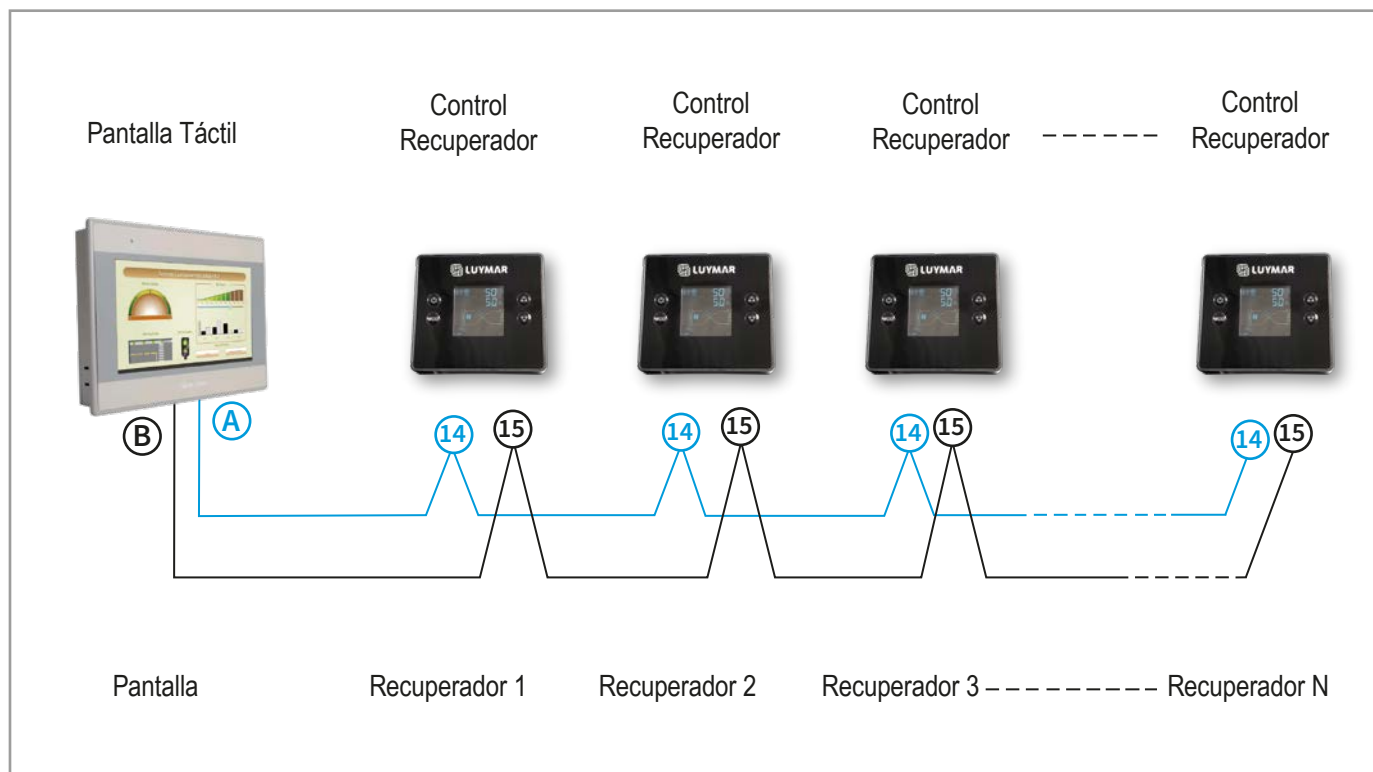 Pantalla Táctil
Control
Recuperador
Control
Recuperador
Control
Recuperador
Control
Recuperador
LUYMAR
LUYMAR
LUYMAR
LUYMAR
B
A
14
15
14
15
14
15
14
15
Pantalla
Recuperador 1
Recuperador 2
Recuperador 3
Recuperador N